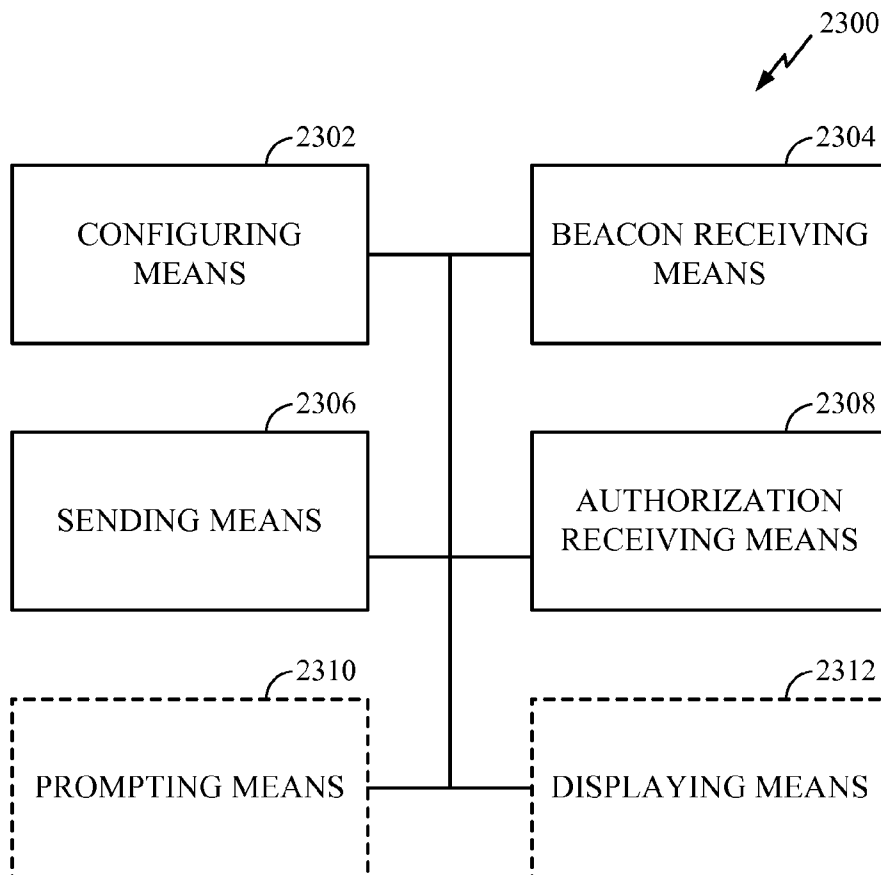 2300
2302
2304
CONFIGURING
MEANS
BEACON RECEIVING
MEANS
2306
2308
SENDING MEANS
AUTHORIZATION
RECEIVING MEANS
2310
2312
PROMPTING MEANS
DISPLAYING MEANS